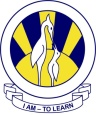 I AM – TO LEARN